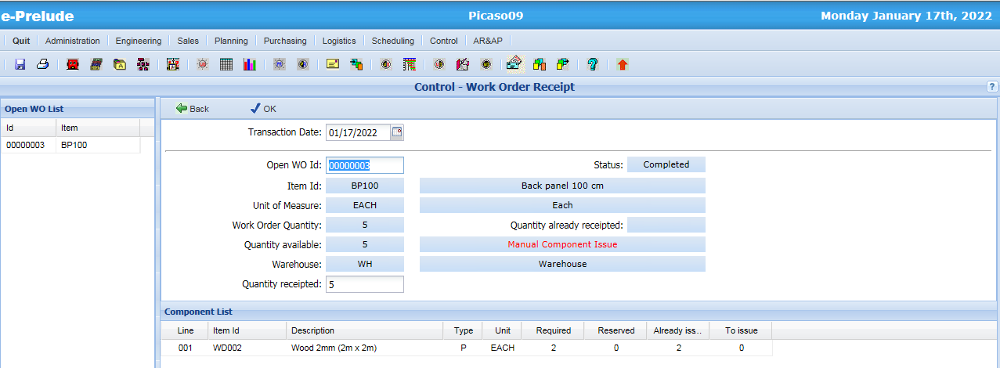 e-Prelude Picaso09 Monday January 17th, 2022
Quit Administration Engineering Sales Planning Purchasing Logistics Scheduling Control AR&AP
Control - Work Order Receipt ?
Open WO List
Id Item
00000003 BP100
Back OK
Transaction Date: 01/17/2022
Open WO Id: 00000003 Status: Completed
Item Id: BP100 Back panel 100 cm
Unit of Measure: EACH Each
Work Order Quantity: 5 Quantity already receipted:
Quantity available: 5 Manual Component Issue
Warehouse: WH Warehouse
Quantity receipted: 5
Component List
Line Item Id Description Type Unit Required Reserved Already iss... To issue
001 WD002 Wood 2mm (2m x 2m) P EACH 2 0 2 0